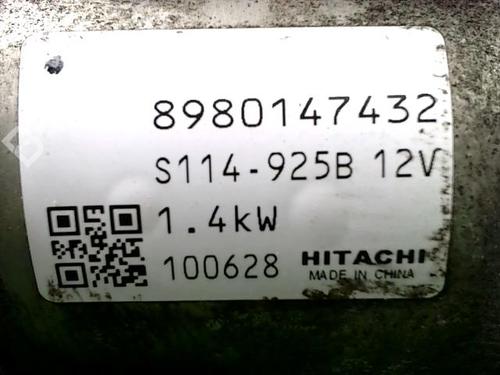 8980147432
S114-925B 12V
1.4kW
100628 HITACHI
MADE IN CHINA